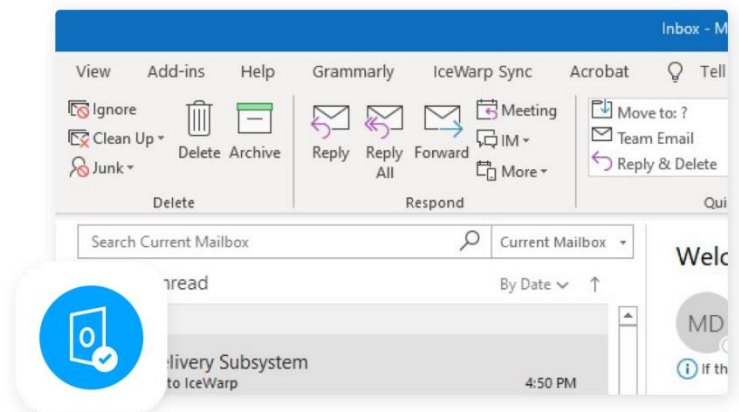 Inbox - M
View Add-ins Help Grammarly IceWarp Sync Acrobat Tell
Ignore
Clean Up
Junk
Delete Archive
Delete
Reply Reply All Forward
Meeting
IM
More
Respond
Move to: ?
Team Email
Reply & Delete
Qui
Search Current Mailbox Current Mailbox
read By Date
Welc
MD
If th
elivery Subsystem
to IceWarp 4:50 PM
O